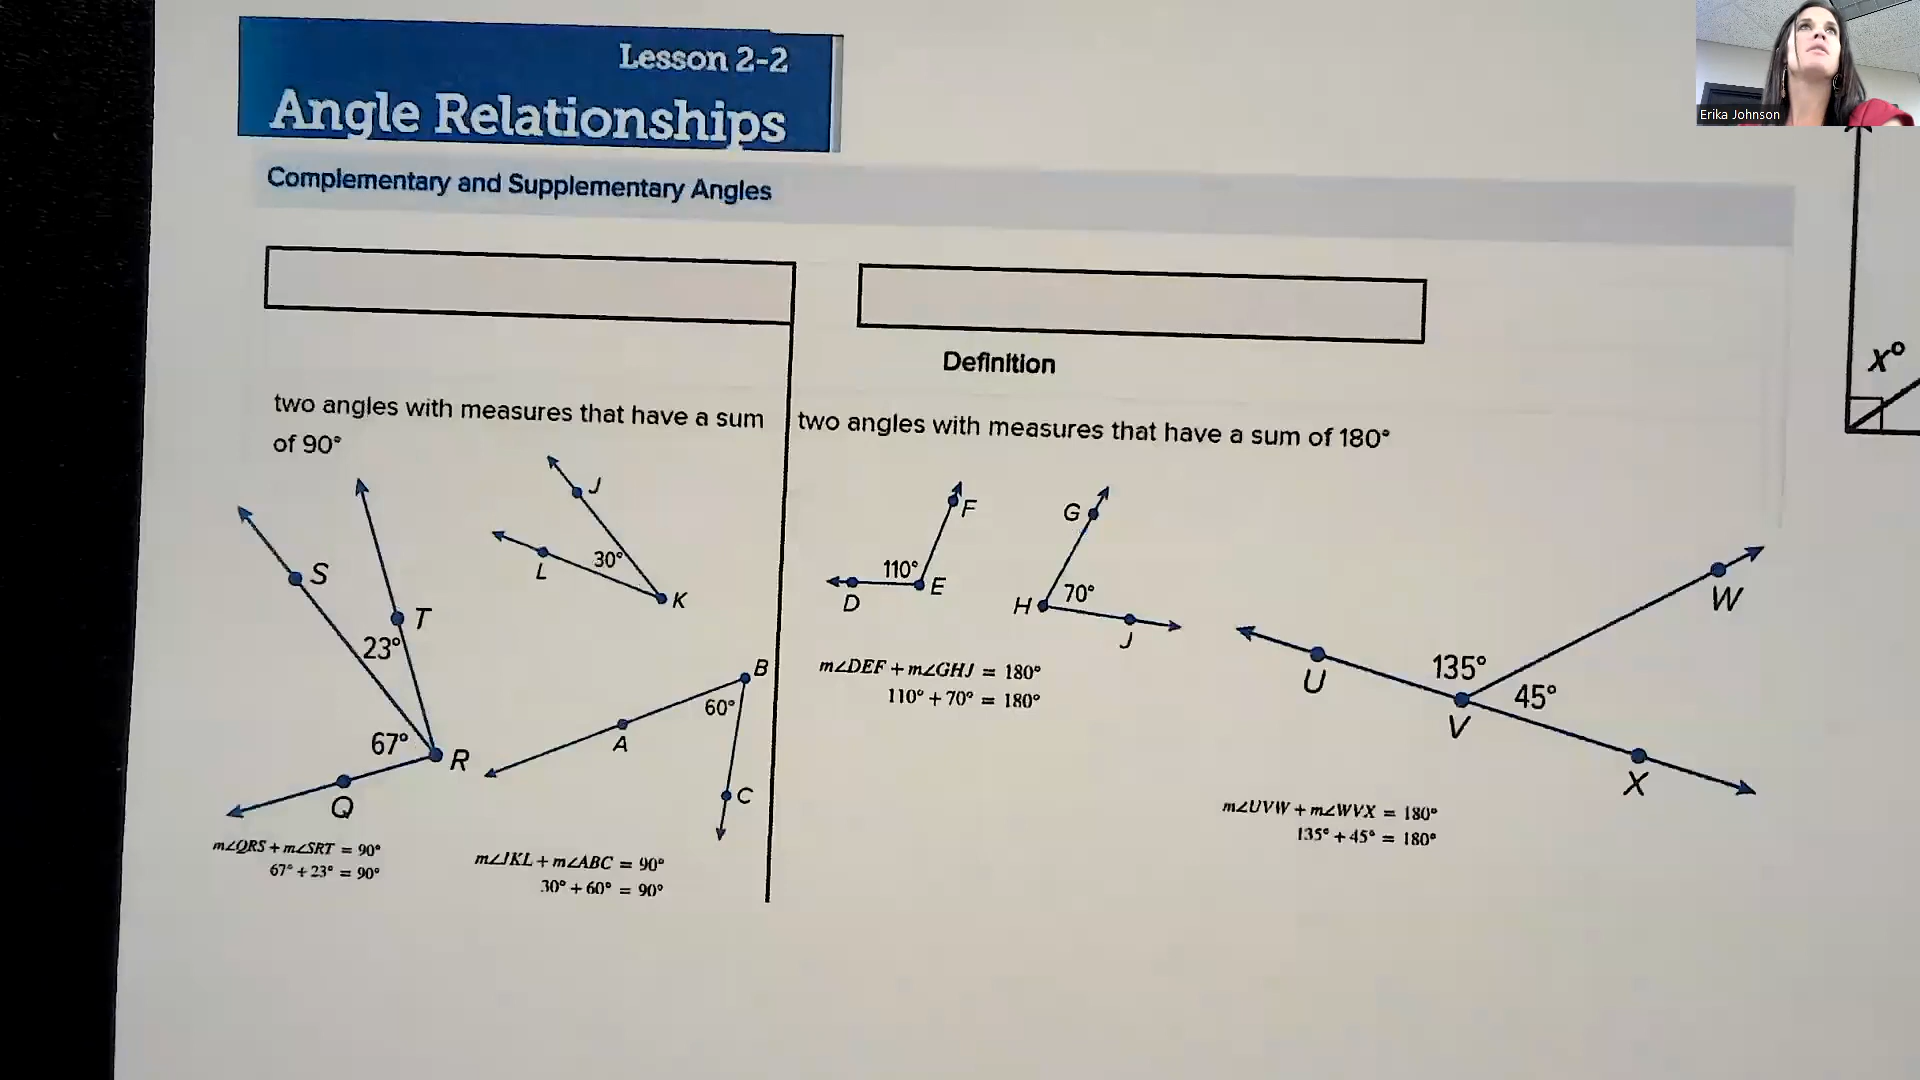 Lesson 2-2
Angle Relationships
Erika Johnson
Complementary and Supplementary Angles
Definition
two angles with measures that have a sum
of 90°
two angles with measures that have a sum of 180°
S
T
23°
67°
R
Q
m∠QRS + m∠SRT = 90°
67° + 23° = 90°
J
30°
L
K
B
60°
A
C
m∠JKL + m∠ABC = 90°
30° + 60° = 90°
F
110°
E
D
G
H
70°
J
m∠DEF + m∠GHJ = 180°
110° + 70° = 180°
W
135°
45°
U
V
X
m∠UVW + m∠WVX = 180°
135° + 45° = 180°
x°